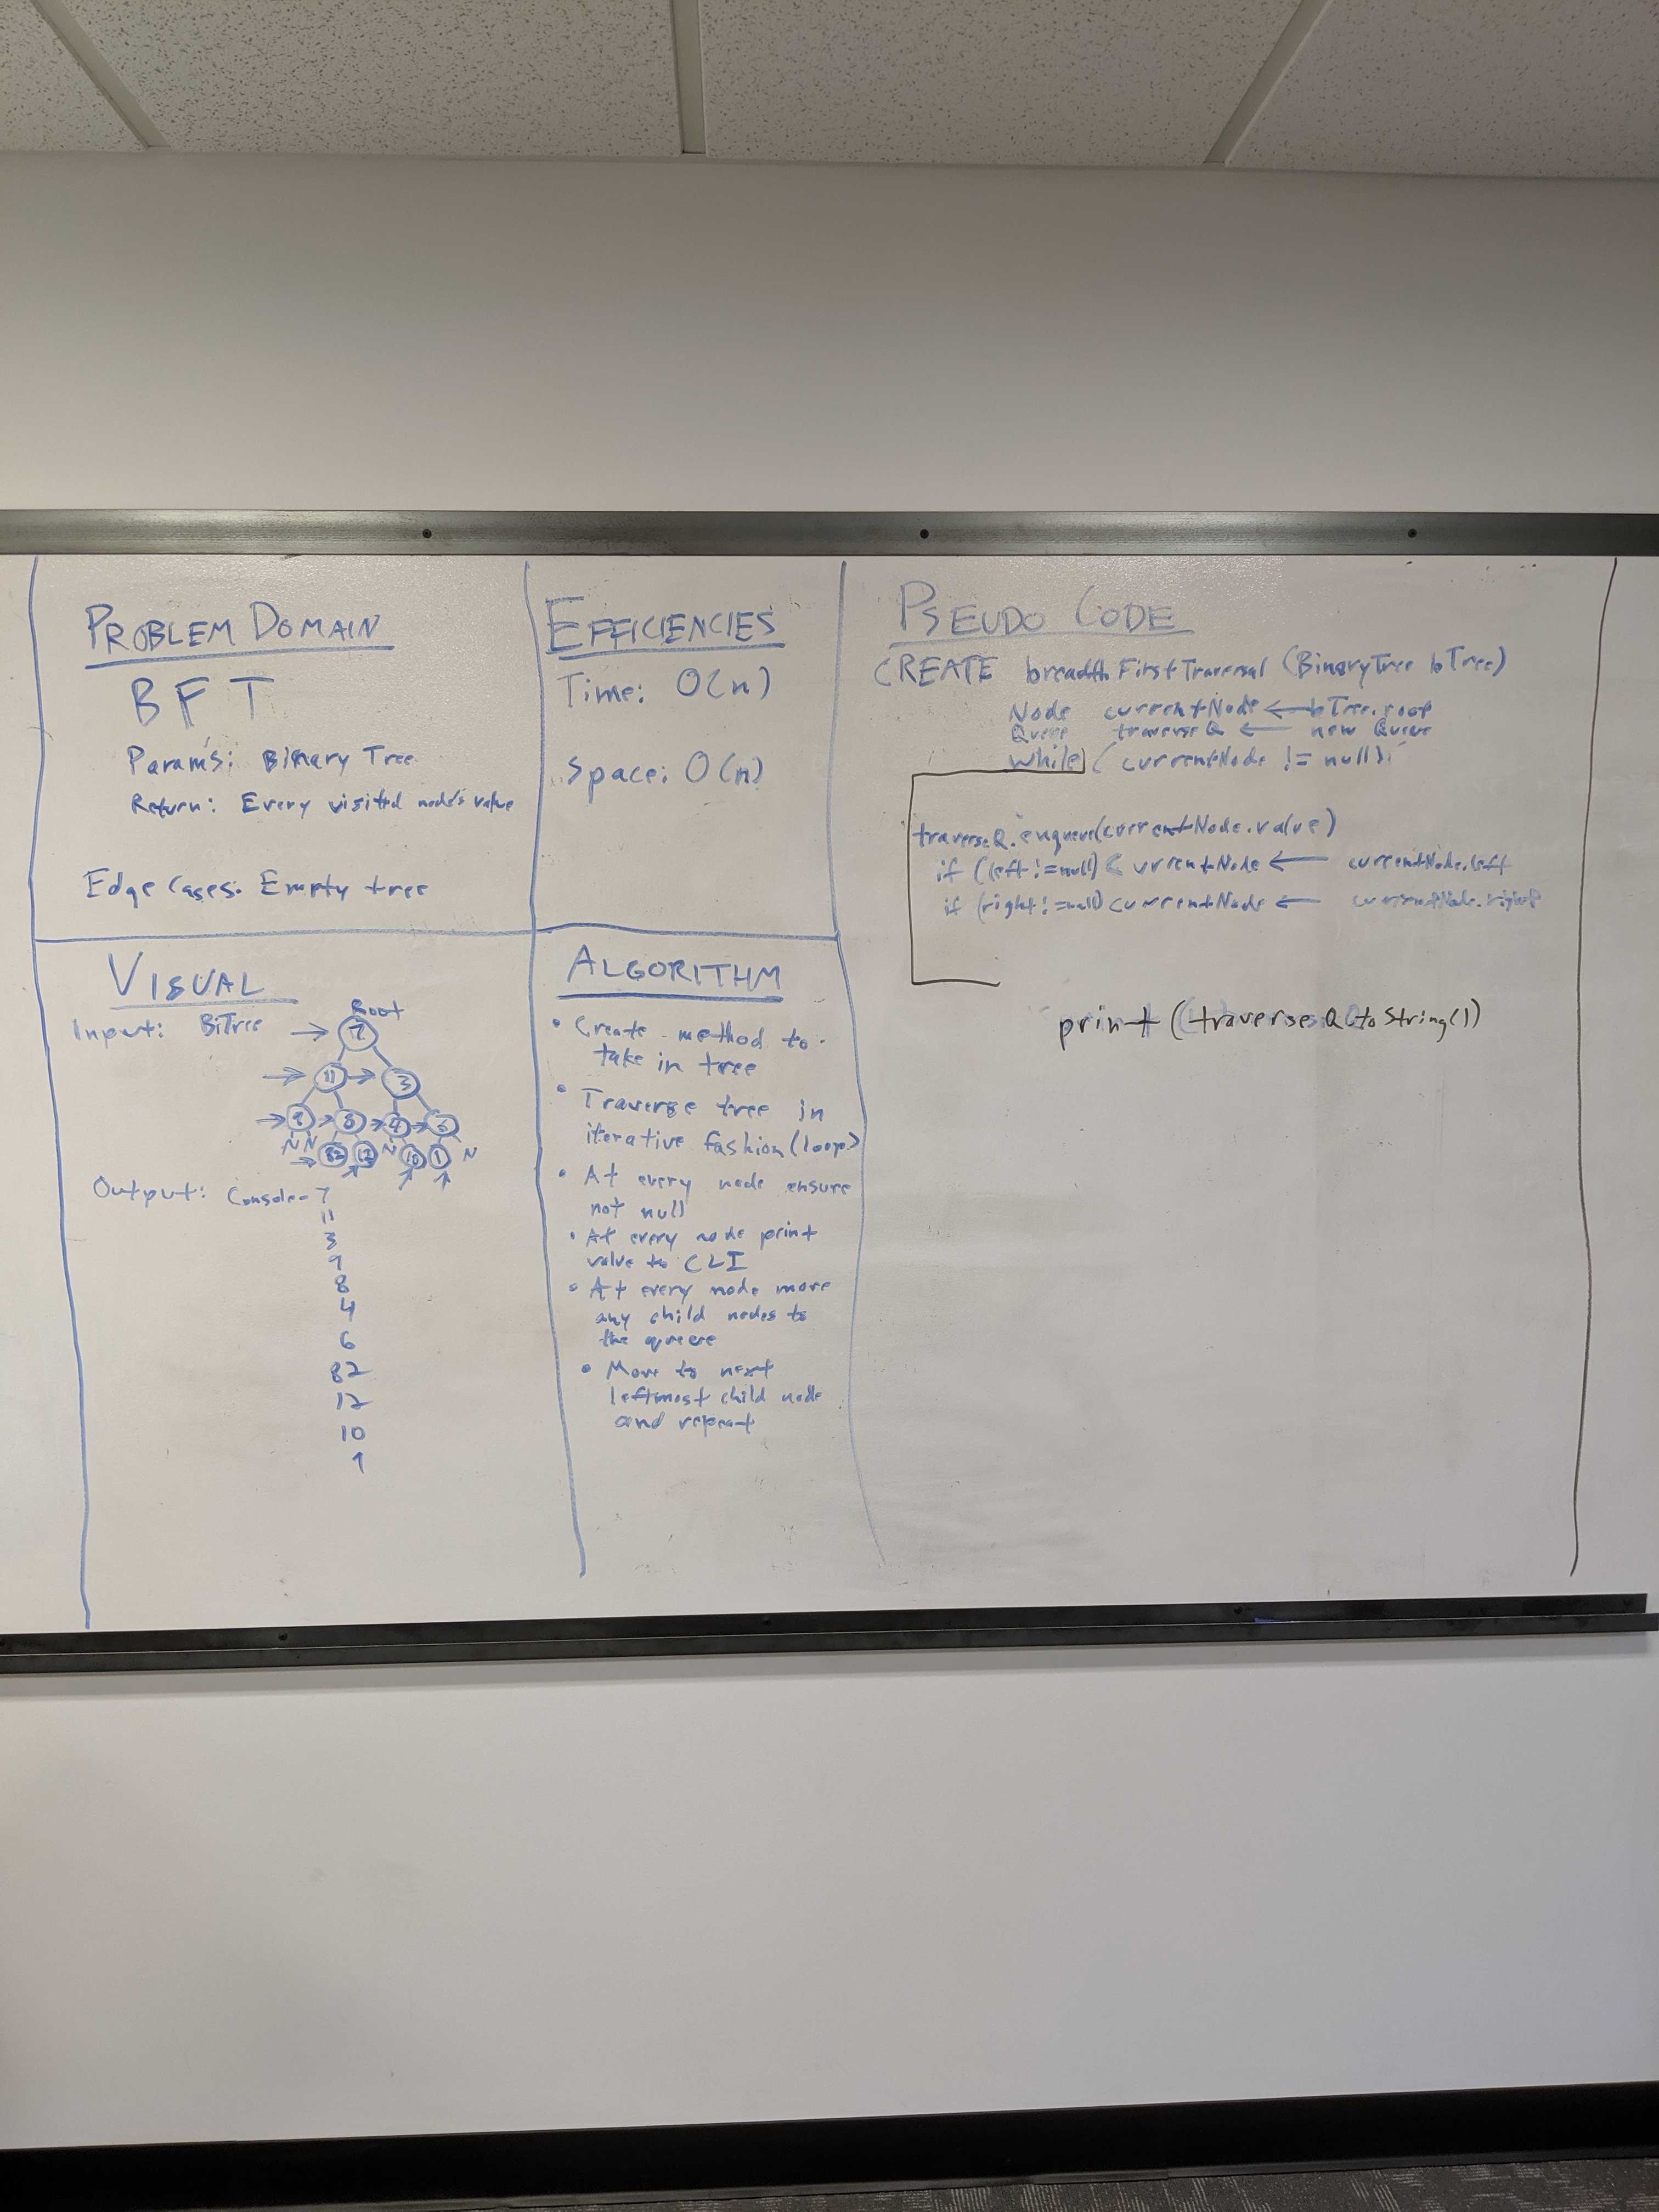 PROBLEM DOMAIN
BFT
Params: Binary Tree
Return: Every visited node's value
Edge Cases: Empty tree
EFFICIENCIES
Time: O(n)
Space: O(n)
VISUAL
Input: BiTree
Root
7
11 3
9 8 4
N N 82 12 N 10 1 N
Output: Console - 7
11
3
9
8
4
6
82
12
10
1
ALGORITHM
• Create method to
take in tree
• Traverse tree in
iterative fashion (loop)
• At every node ensure
not null
• At every node print
value to CLI
• At every node move
any child nodes to
the queue
• Move to next
leftmost child node
and repeat
PSEUDO CODE
CREATE breadthFirstTraversal (BinaryTree bTree)
Node currentNode ← bTree.root
Queue traverseQ ← new Queue
while (currentNode != null)
traverseQ.enqueue(currentNode.value)
if (left != null) currentNode ← currentNode.left
if (right != null) currentNode ← currentNode.right
print (traverseQ.toString())